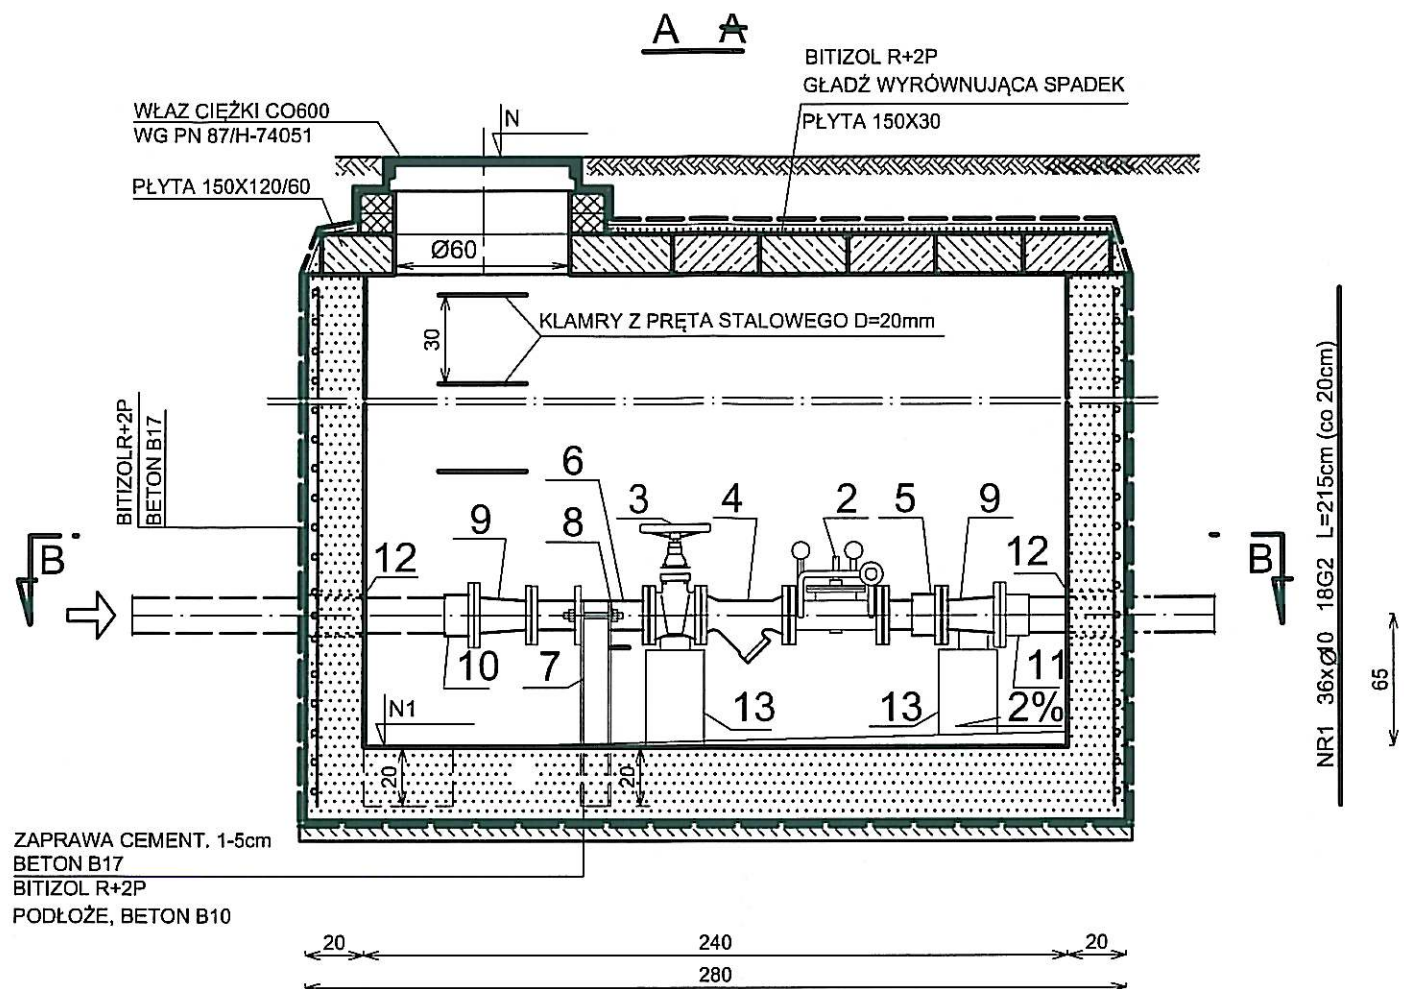 A A
BITIZOL R+2P
GŁADŹ WYRÓWNUJĄCA SPADEK
PŁYTA 150X30
WŁAZ CIĘŻKI CO600
WG PN 87/H-74051
N
PŁYTA 150X120/60
Ø60
30
KLAMRY Z PRĘTA STALOWEGO D=20mm
BITIZOLR+2P
BETON B17
NR1 36xØ10 18G2 L=215cm (co 20cm)
6
3
4
2
5
9
9
8
12
12
B
B
10
7
11
13
13
2%
N1
65
20
20
ZAPRAWA CEMENT. 1-5cm
BETON B17
BITIZOL R+2P
PODŁOŻE, BETON B10
20
240
20
280